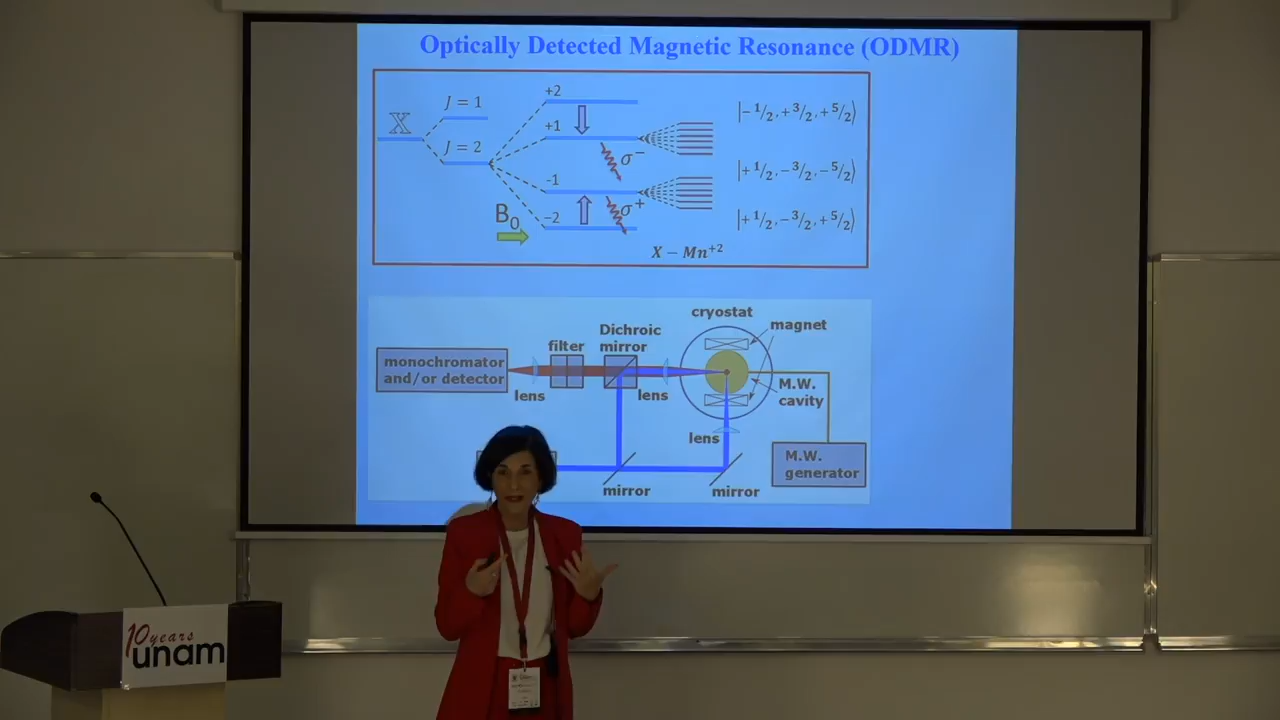 Optically Detected Magnetic Resonance (ODMR)
𝕏
J = 1
J = 2
+2
+1
-1
−2
σ⁻
σ⁺
B₀
|− 1/2, + 3/2, + 5/2⟩
|+ 1/2, − 3/2, − 5/2⟩
|+ 1/2, − 3/2, + 5/2⟩
X − Mn⁺²
cryostat
magnet
Dichroic
mirror
filter
monochromator
and/or detector
lens
lens
M.W.
cavity
lens
M.W.
generator
mirror
mirror
10 years
unam